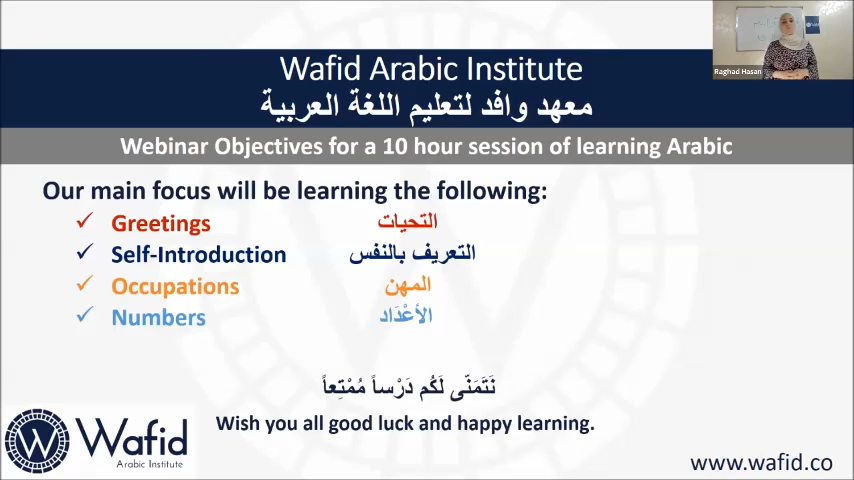 Wafid Arabic Institute
معهد وافد لتعليم اللغة العربية
Raghad Hasan
Webinar Objectives for a 10 hour session of learning Arabic
Our main focus will be learning the following:
✓ Greetings التحيات
✓ Self-Introduction التعريف بالنفس
✓ Occupations المهن
✓ Numbers الأعْدَاد
نَتَمَنّى لَكُم دَرْساً مُمْتِعاً
Wish you all good luck and happy learning.
Wafid
Arabic Institute
www.wafid.co